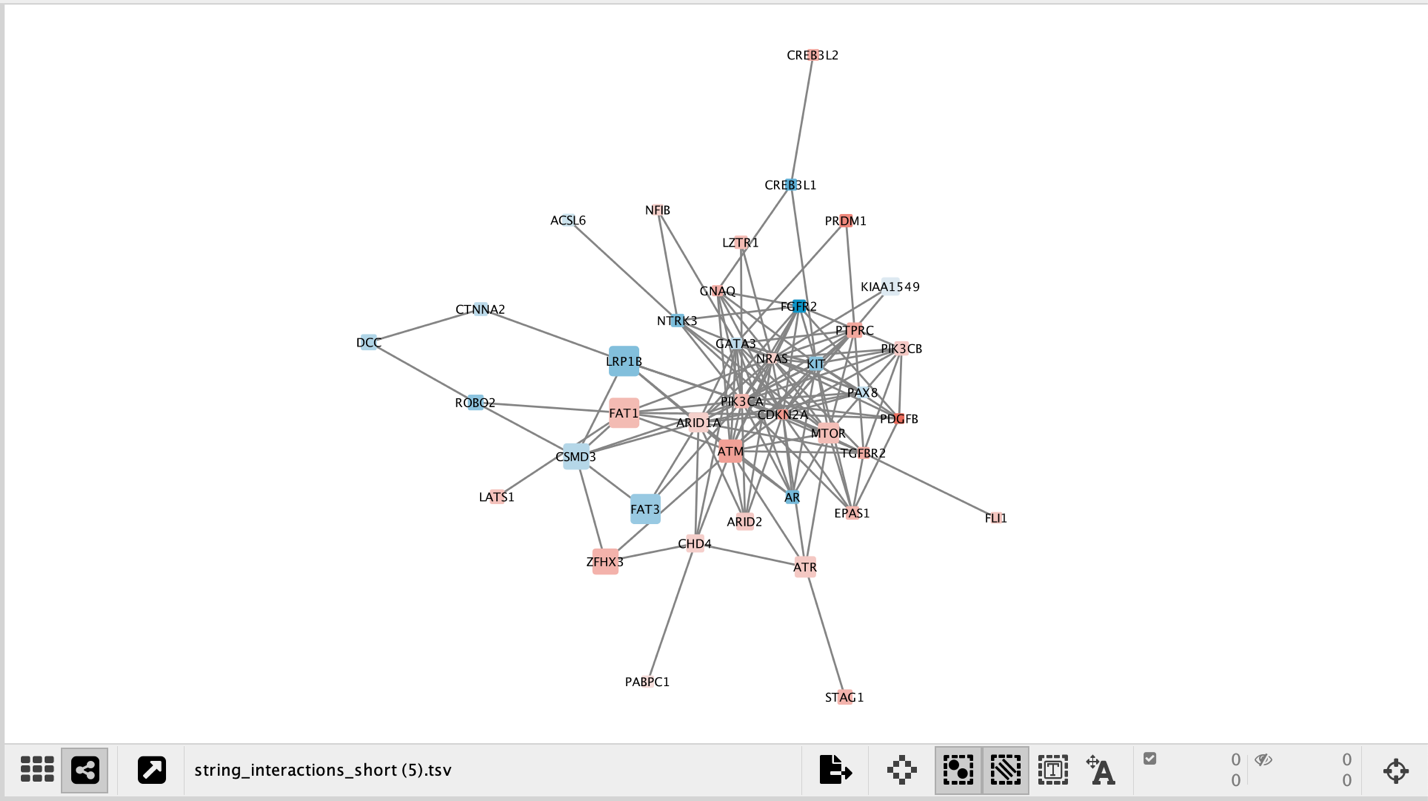 CREB3L2
CREB3L1
NFIB
ACSL6
PRDM1
LZTR1
KIAA1549
GNAQ
FGFR2
CTNNA2
NTRK3
PTPRC
DCC
GATA3
PIK3CB
NRAS
LRP1B
KIT
PAX8
ROBO2
PIK3CA
FAT1
CDKN2A
PDGFB
ARID1A
MTOR
ATM
TGFBR2
CSMD3
LATS1
AR
FAT3
EPAS1
FLI1
ARID2
CHD4
ZFHX3
ATR
PABPC1
STAG1
string_interactions_short (5).tsv
T
A
0
0
0
0